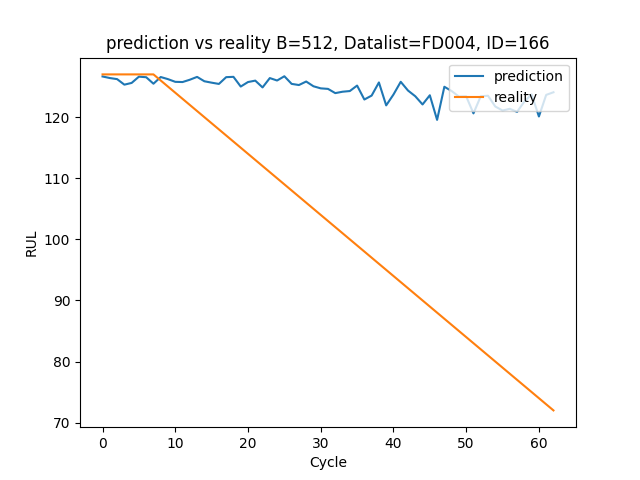 prediction vs reality B=512, Datalist=FD004, ID=166
prediction
reality
120
110
100
90
80
70
RUL
0 10 20 30 40 50 60
Cycle